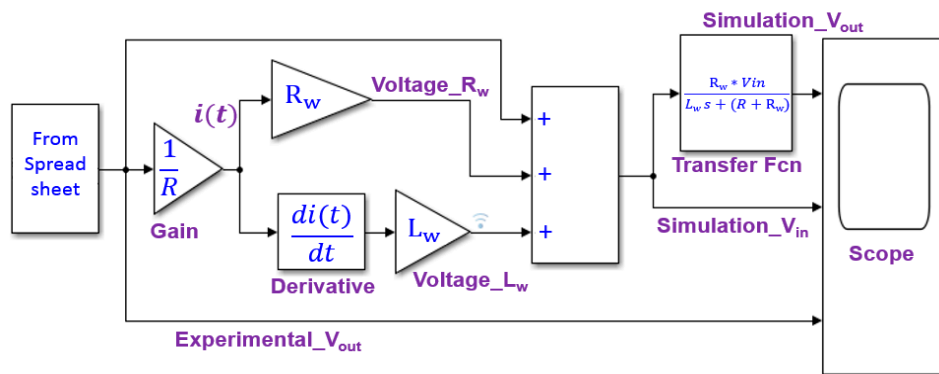 Simulation_Vout
From
Spread
sheet
1
R
Gain
i(t)
Rw
Voltage_Rw
di(t)
dt
Derivative
Lw
Voltage_Lw
+
+
+
Rw * Vin
Lw s + (R + Rw)
Transfer Fcn
Simulation_Vin
Scope
Experimental_Vout